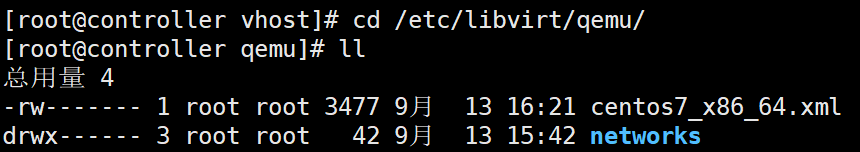 [root@controller vhost]# cd /etc/libvirt/qemu/
[root@controller qemu]# ll
总用量 4
-rw------- 1 root root 3477 9月  13 16:21 centos7_x86_64.xml
drwx------ 3 root root   42 9月  13 15:42 networks